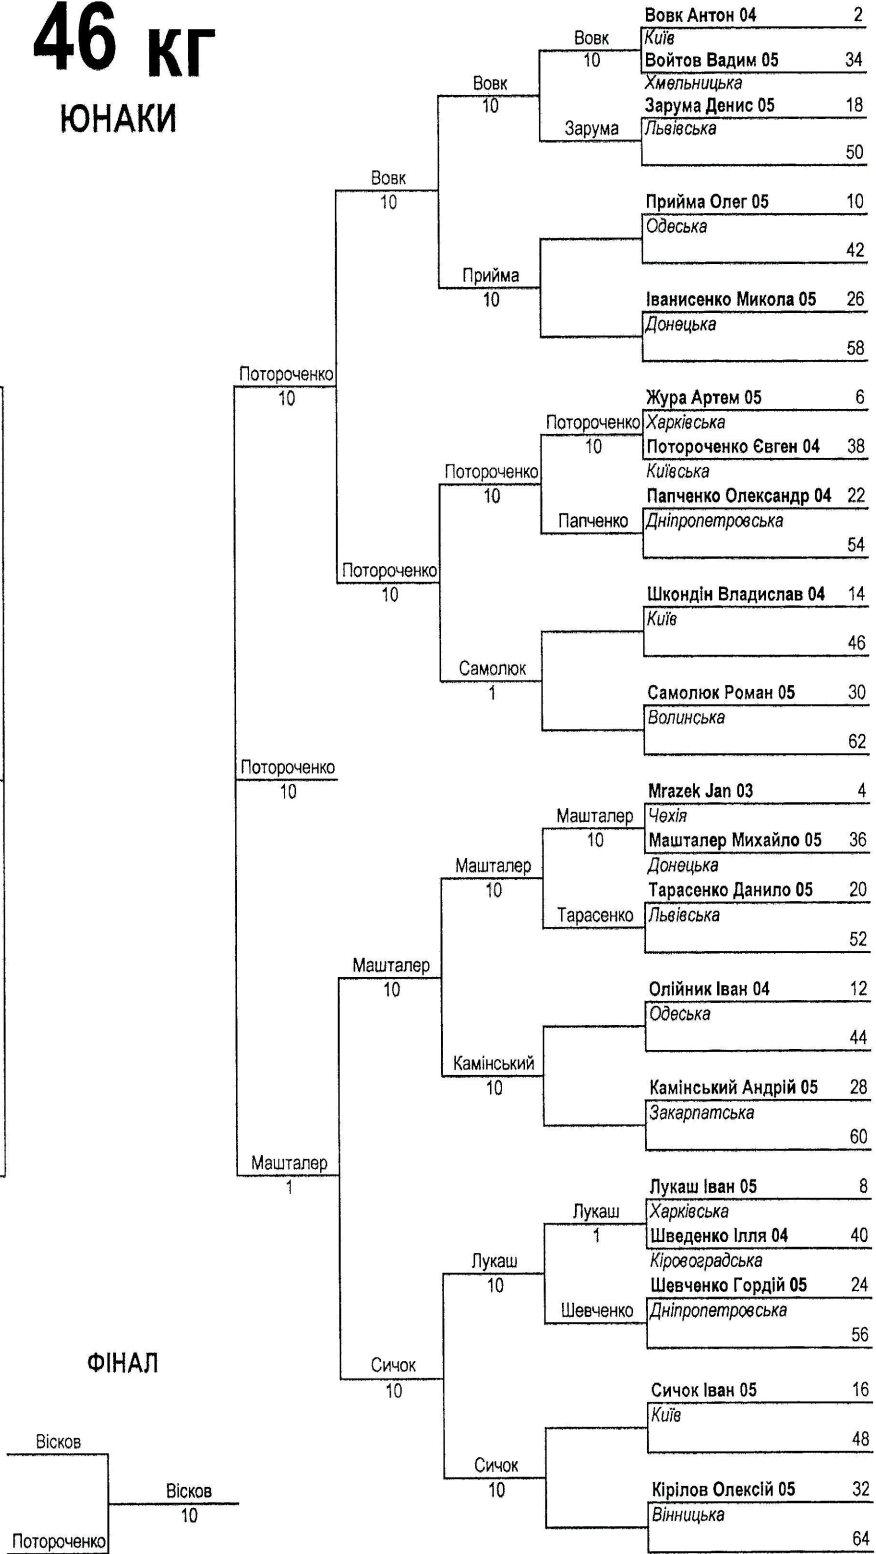 46 кг
ЮНАКИ
Вовк Антон 04 2
Вовк
10
Київ
Войтов Вадим 05 34
Хмельницька
Вовк
10
Зарума Денис 05 18
Зарума
Львівська
50
Вовк
10
Прийма Олег 05 10
Одеська
42
Прийма
10
Іванисенко Микола 05 26
Донецька
58
Потороченко
10
Жура Артем 05 6
Потороченко
10
Харківська
Потороченко Євген 04 38
Київська
Потороченко
10
Папченко Олександр 04 22
Папченко
Дніпропетровська
54
Потороченко
10
Шкондін Владислав 04 14
Київ
46
Самолюк
1
Самолюк Роман 05 30
Волинська
62
Потороченко
10
Mrazek Jan 03 4
Машталер
10
Чехія
Машталер Михайло 05 36
Донецька
Машталер
10
Тарасенко Данило 05 20
Тарасенко
Львівська
52
Машталер
10
Олійник Іван 04 12
Одеська
44
Камінський
10
Камінський Андрій 05 28
Закарпатська
60
Машталер
1
Лукаш Іван 05 8
Лукаш
1
Харківська
Шведенко Ілля 04 40
Кіровоградська
Лукаш
10
Шевченко Гордій 05 24
Шевченко
Дніпропетровська
56
Сичок
10
Сичок Іван 05 16
Київ
48
Сичок
10
Кірілов Олексій 05 32
Вінницька
64
ФІНАЛ
Вісков
Вісков
10
Потороченко